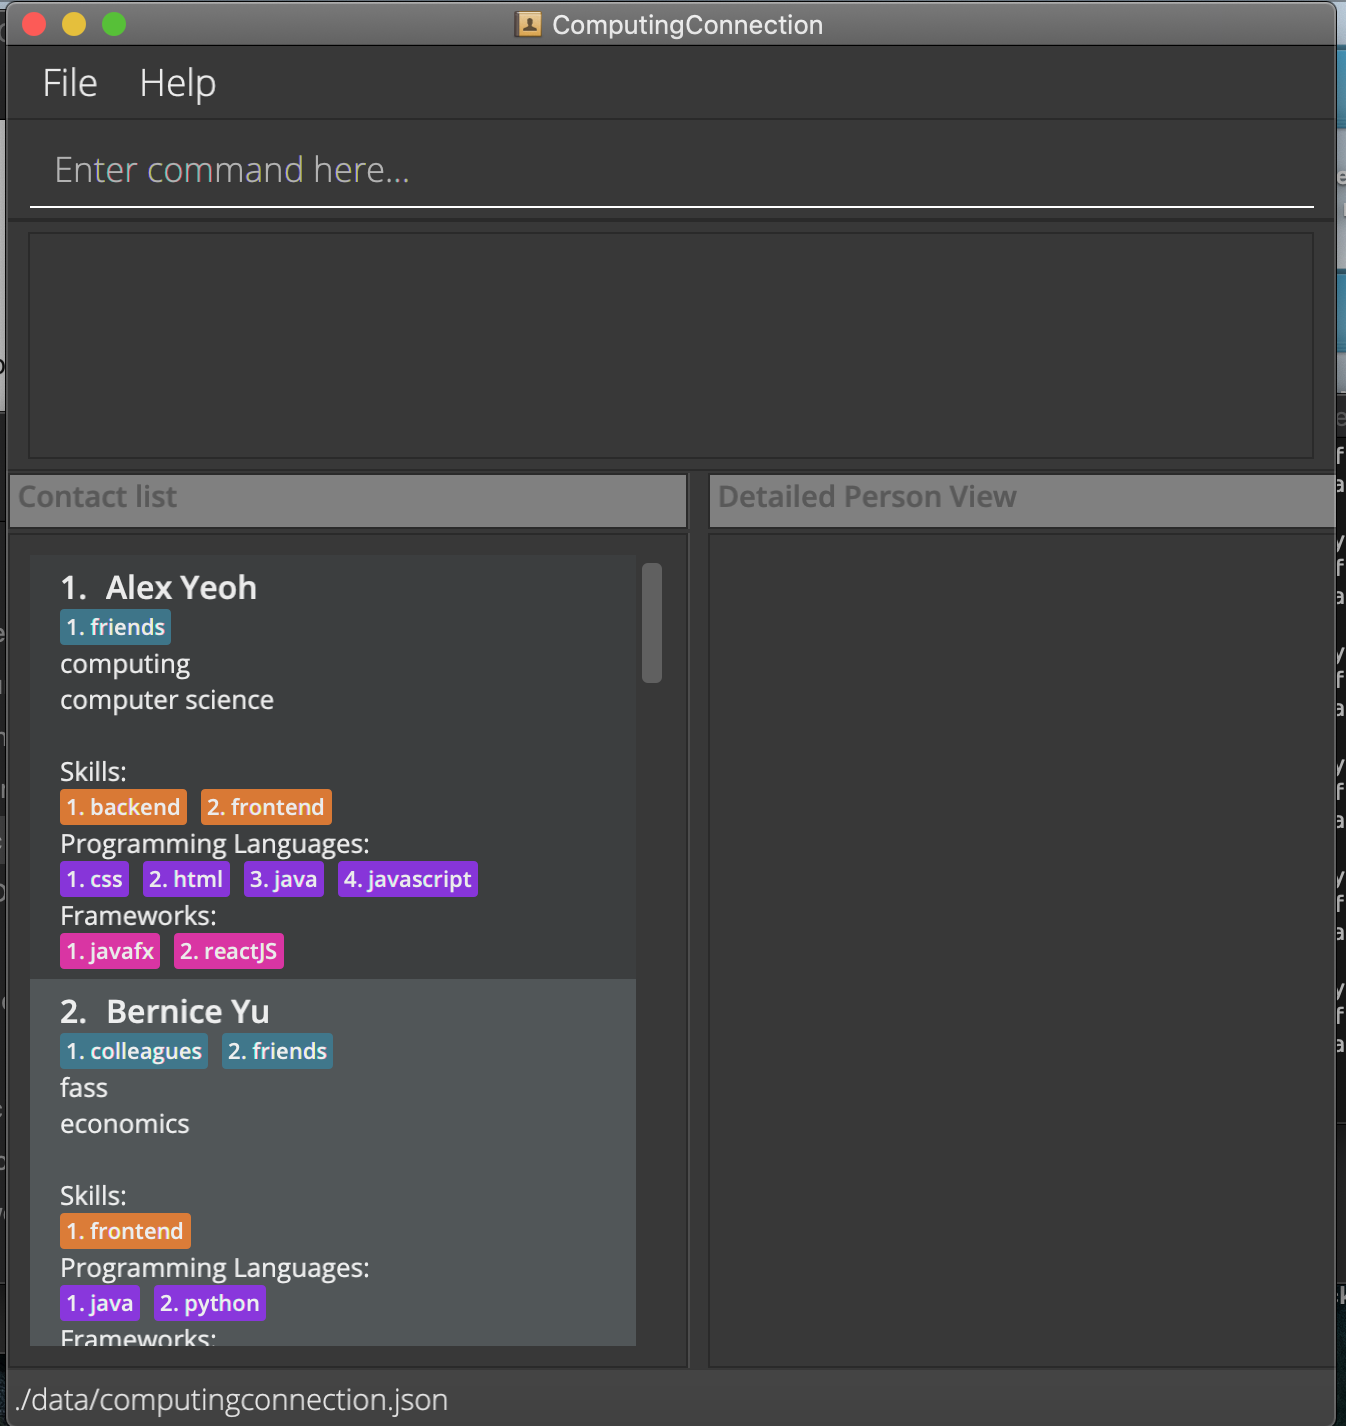 ComputingConnection
File Help
Enter command here...
Contact list
Detailed Person View
1. Alex Yeoh
1. friends
computing
computer science
Skills:
1. backend 2. frontend
Programming Languages:
1. css 2. html 3. java 4. javascript
Frameworks:
1. javafx 2. reactJS
2. Bernice Yu
1. colleagues 2. friends
fass
economics
Skills:
1. frontend
Programming Languages:
1. java 2. python
Frameworks:
./data/computingconnection.json